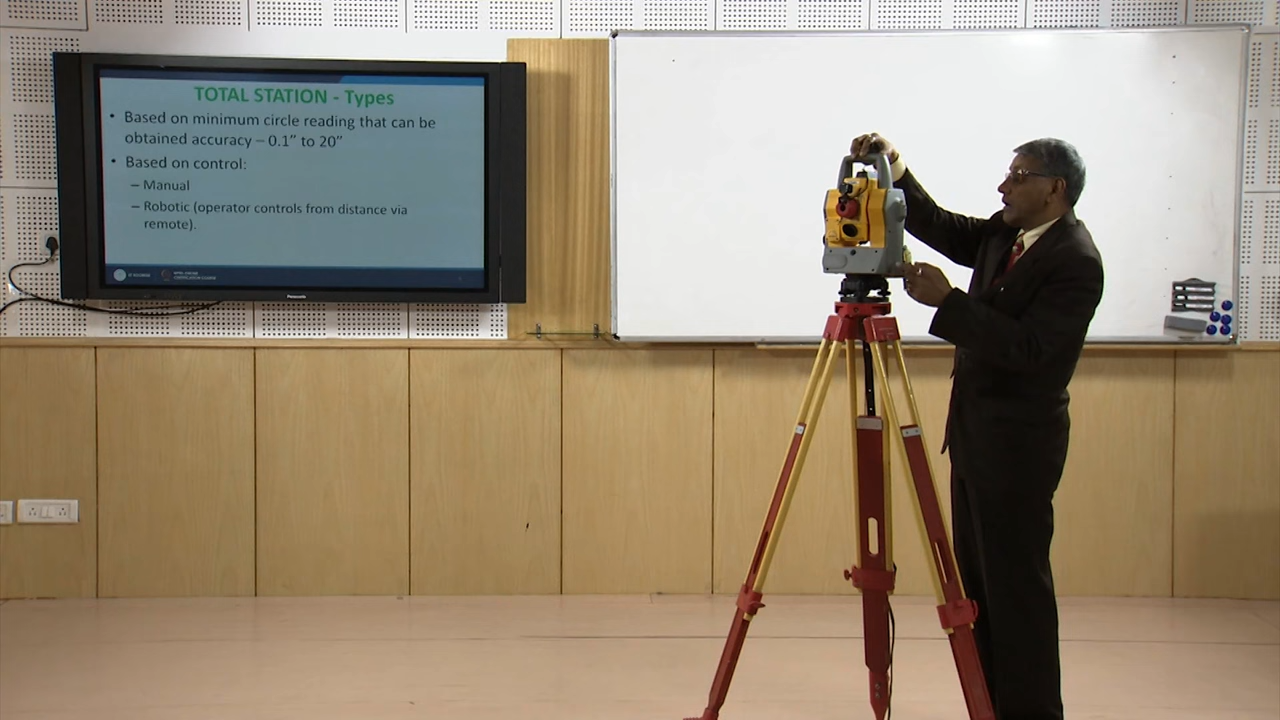 TOTAL STATION - Types
• Based on minimum circle reading that can be
obtained accuracy – 0.1" to 20"
• Based on control:
– Manual
– Robotic (operator controls from distance via
remote).
Panasonic